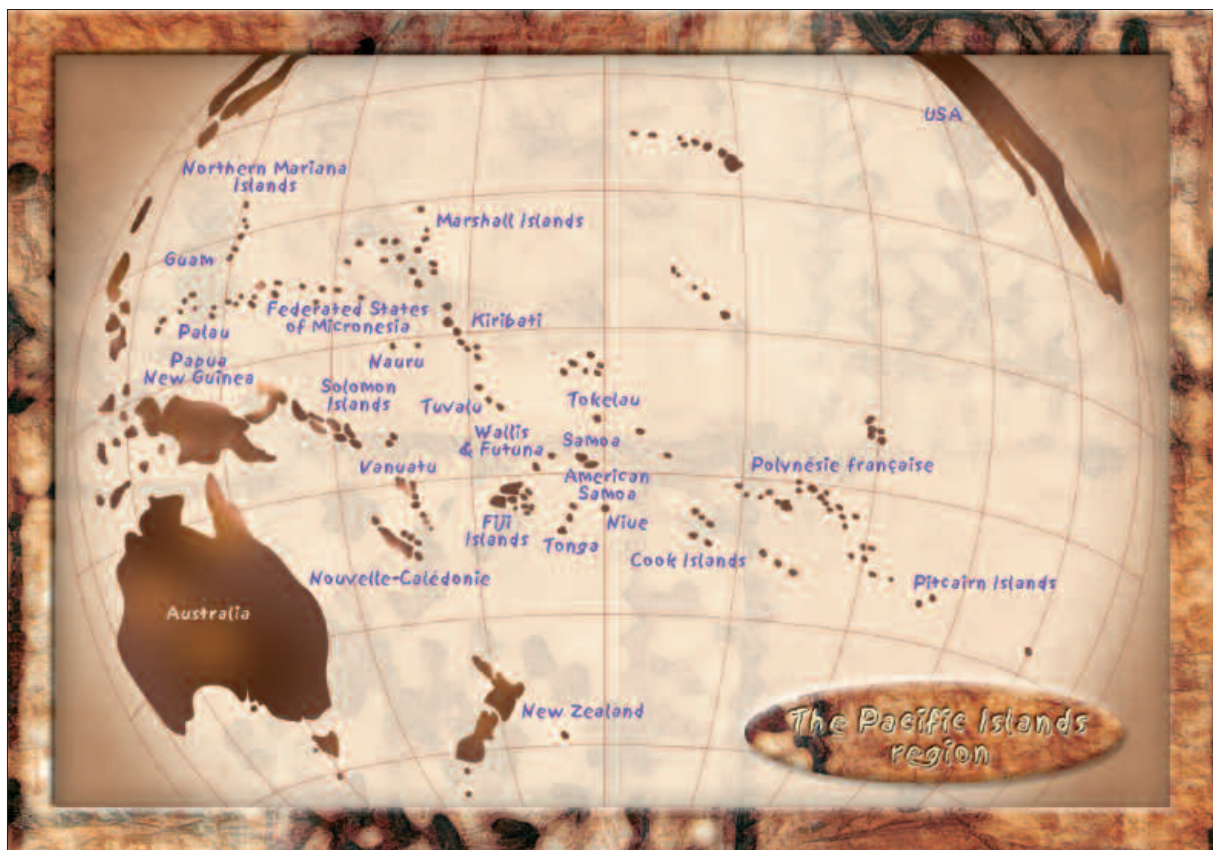 USA
Northern Mariana
Islands
Marshall Islands
Guam
Federated States
of Micronesia
Kiribati
Palau
Nauru
Papua
New Guinea
Solomon
Islands
Tuvalu
Tokelau
Wallis
& Futuna
Samoa
Vanuatu
Polynésie française
American
Samoa
Fiji
Islands
Niue
Tonga
Cook Islands
Nouvelle-Calédonie
Pitcairn Islands
Australia
New Zealand
The Pacific Islands
region